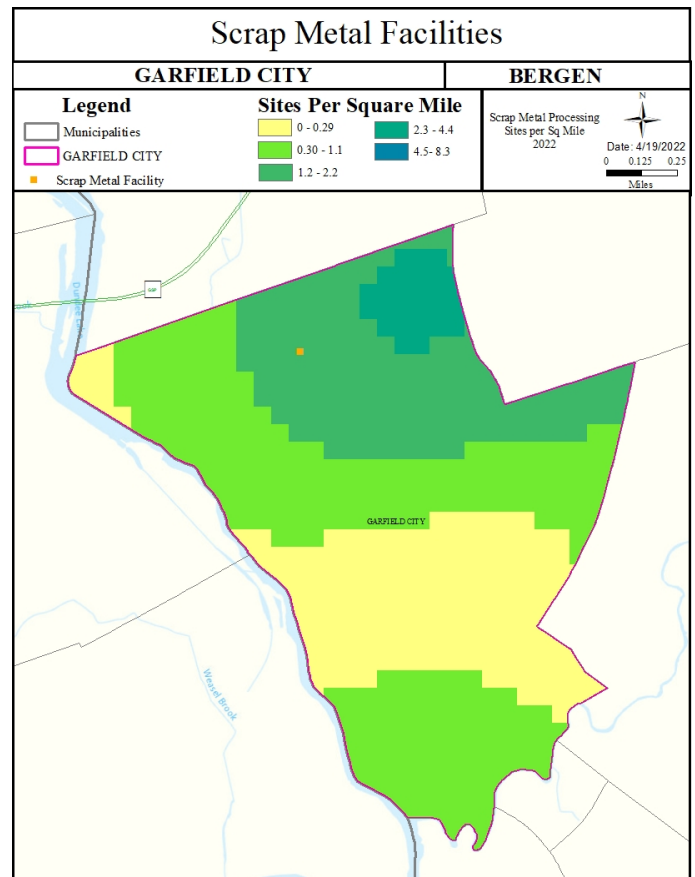 Scrap Metal Facilities
GARFIELD CITY
BERGEN
Legend
Municipalities
GARFIELD CITY
Scrap Metal Facility
Sites Per Square Mile
0 - 0.29
0.30 - 1.1
1.2 - 2.2
2.3 - 4.4
4.5- 8.3
Scrap Metal Processing
Sites per Sq Mile
2022
N
Date: 4/19/2022
0 0.125 0.25
Miles
GSP
Dundee Lake
GARFIELD CITY
Weasel Brook